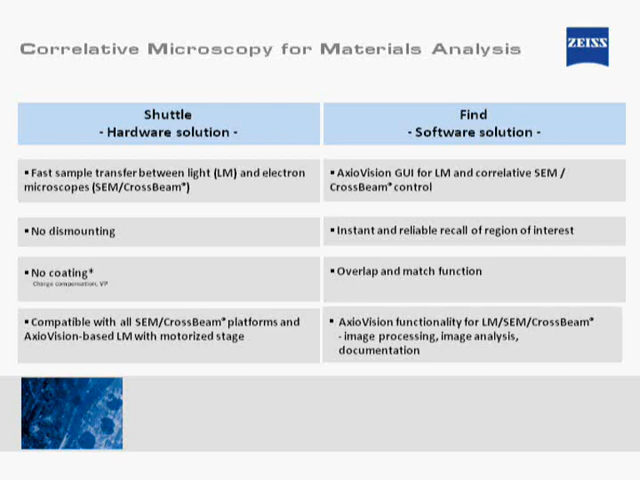 Correlative Microscopy for Materials Analysis
ZEISS
Shuttle
- Hardware solution -
Find
- Software solution -
▪ Fast sample transfer between light (LM) and electron
microscopes (SEM/CrossBeam®)
▪ AxioVision GUI for LM and correlative SEM /
CrossBeam® control
▪ No dismounting
▪ Instant and reliable recall of region of interest
▪ No coating*
Charge compensation, VP
▪ Overlap and match function
▪ Compatible with all SEM/CrossBeam® platforms and
AxioVision-based LM with motorized stage
▪ AxioVision functionality for LM/SEM/CrossBeam®
- image processing, image analysis,
documentation